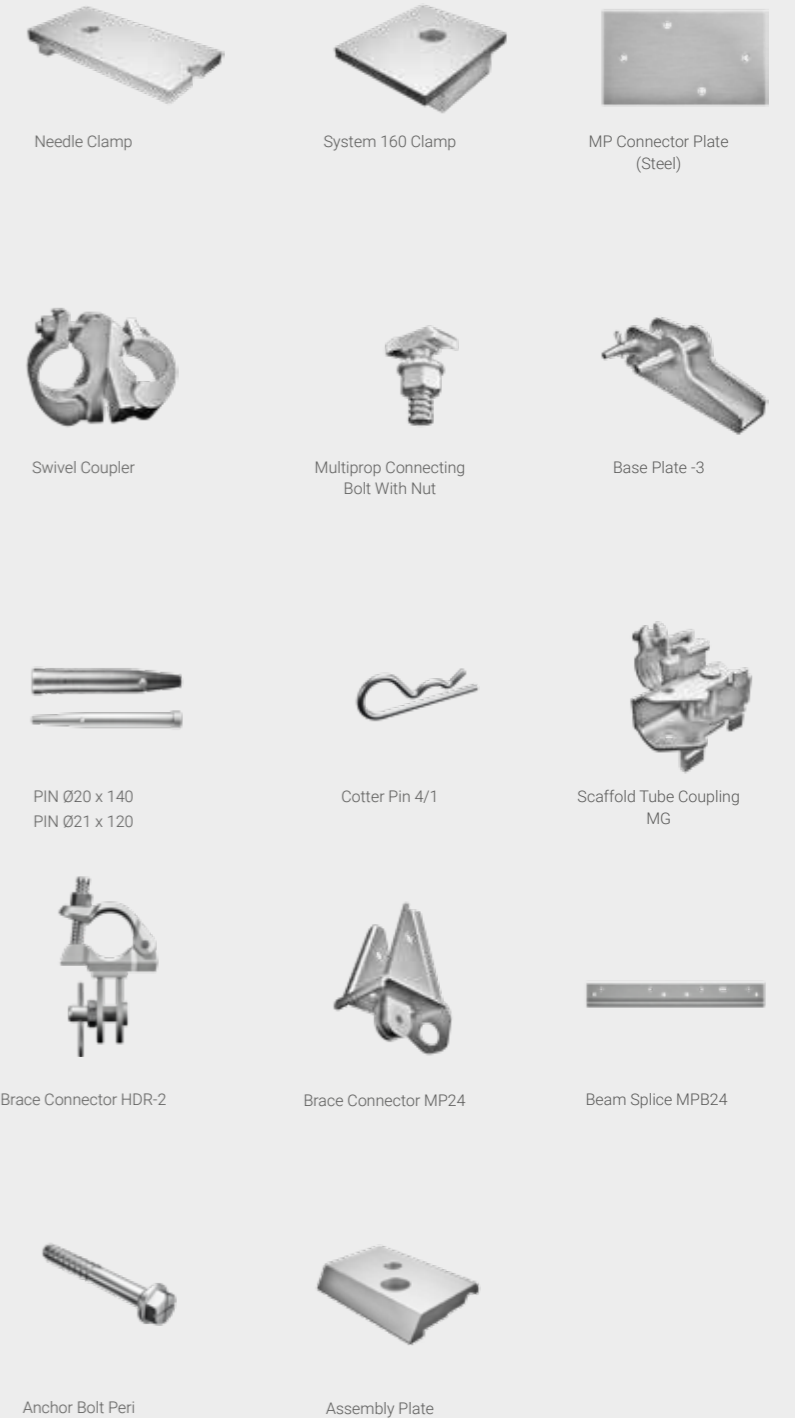 Needle Clamp
System 160 Clamp
MP Connector Plate
(Steel)
Swivel Coupler
Multiprop Connecting
Bolt With Nut
Base Plate -3
PIN Ø20 x 140
PIN Ø21 x 120
Cotter Pin 4/1
Scaffold Tube Coupling
MG
Brace Connector HDR-2
Brace Connector MP24
Beam Splice MPB24
Anchor Bolt Peri
Assembly Plate